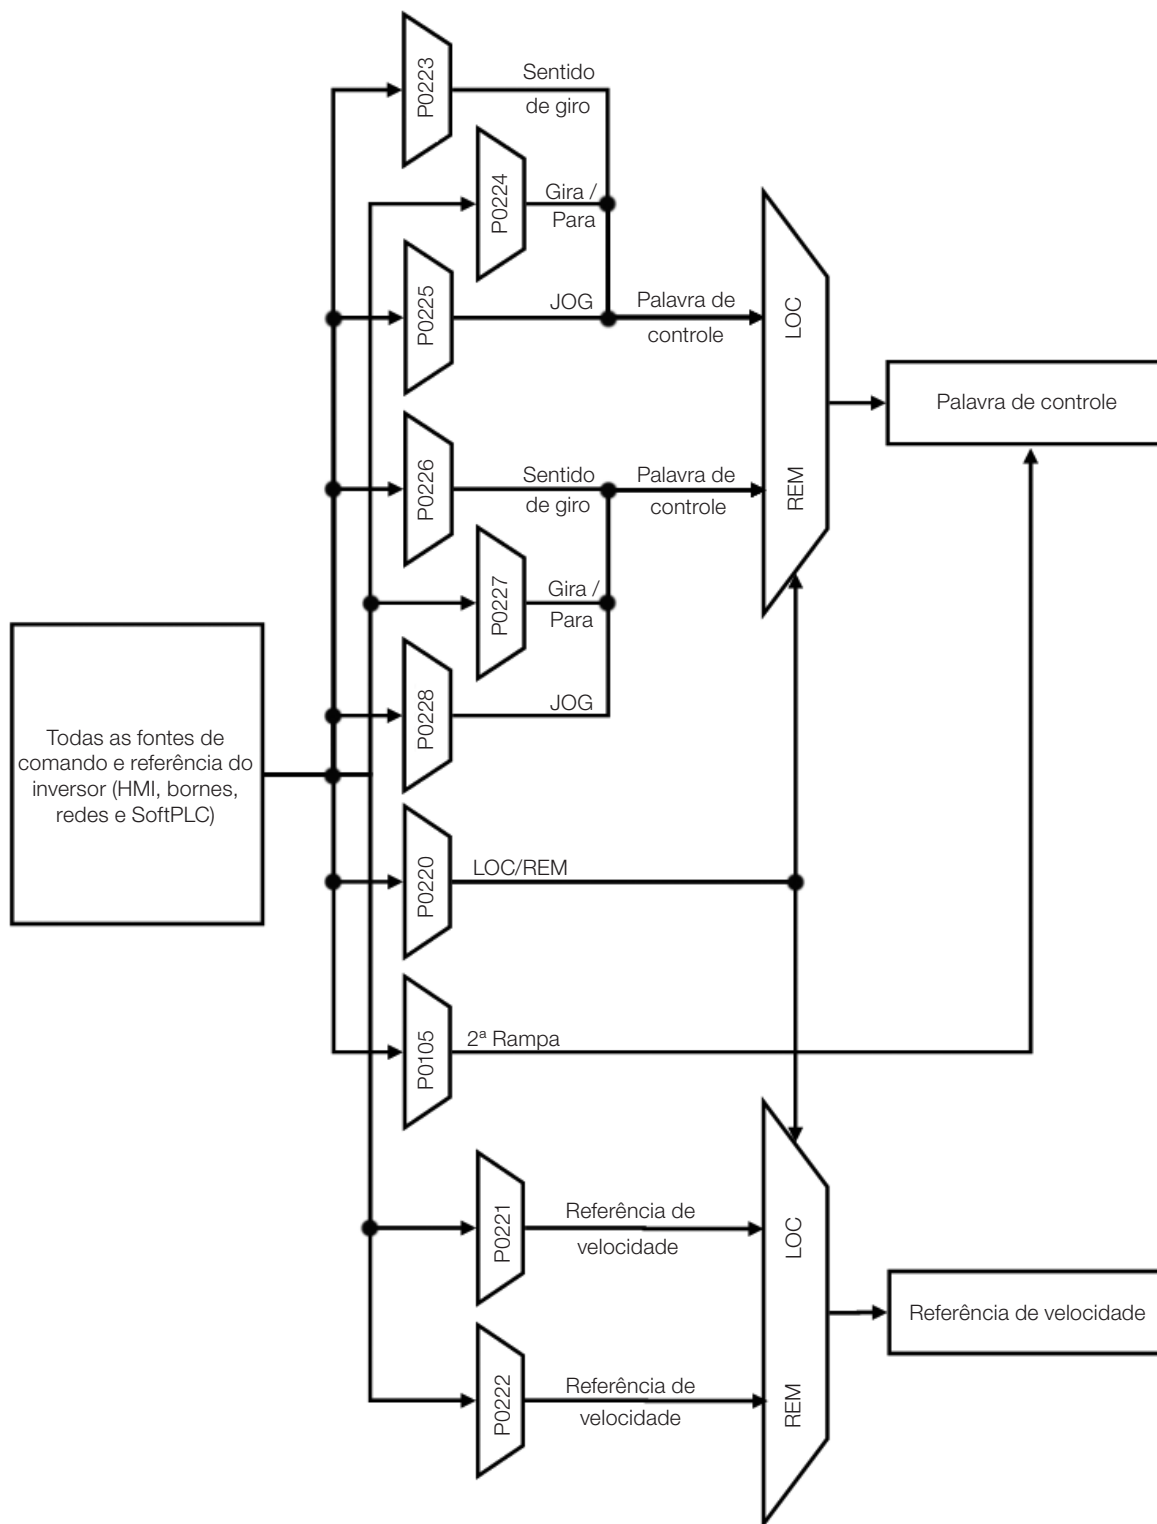 P0223
Sentido
de giro
P0224
Gira /
Para
P0225
JOG
Palavra de
controle
LOC
Palavra de controle
P0226
Sentido
de giro
Palavra de
controle
REM
P0227
Gira /
Para
P0228
JOG
Todas as fontes de
comando e referência do
inversor (HMI, bornes,
redes e SoftPLC)
P0220
LOC/REM
P0105
2ª Rampa
P0221
Referência de
velocidade
LOC
Referência de velocidade
P0222
Referência de
velocidade
REM